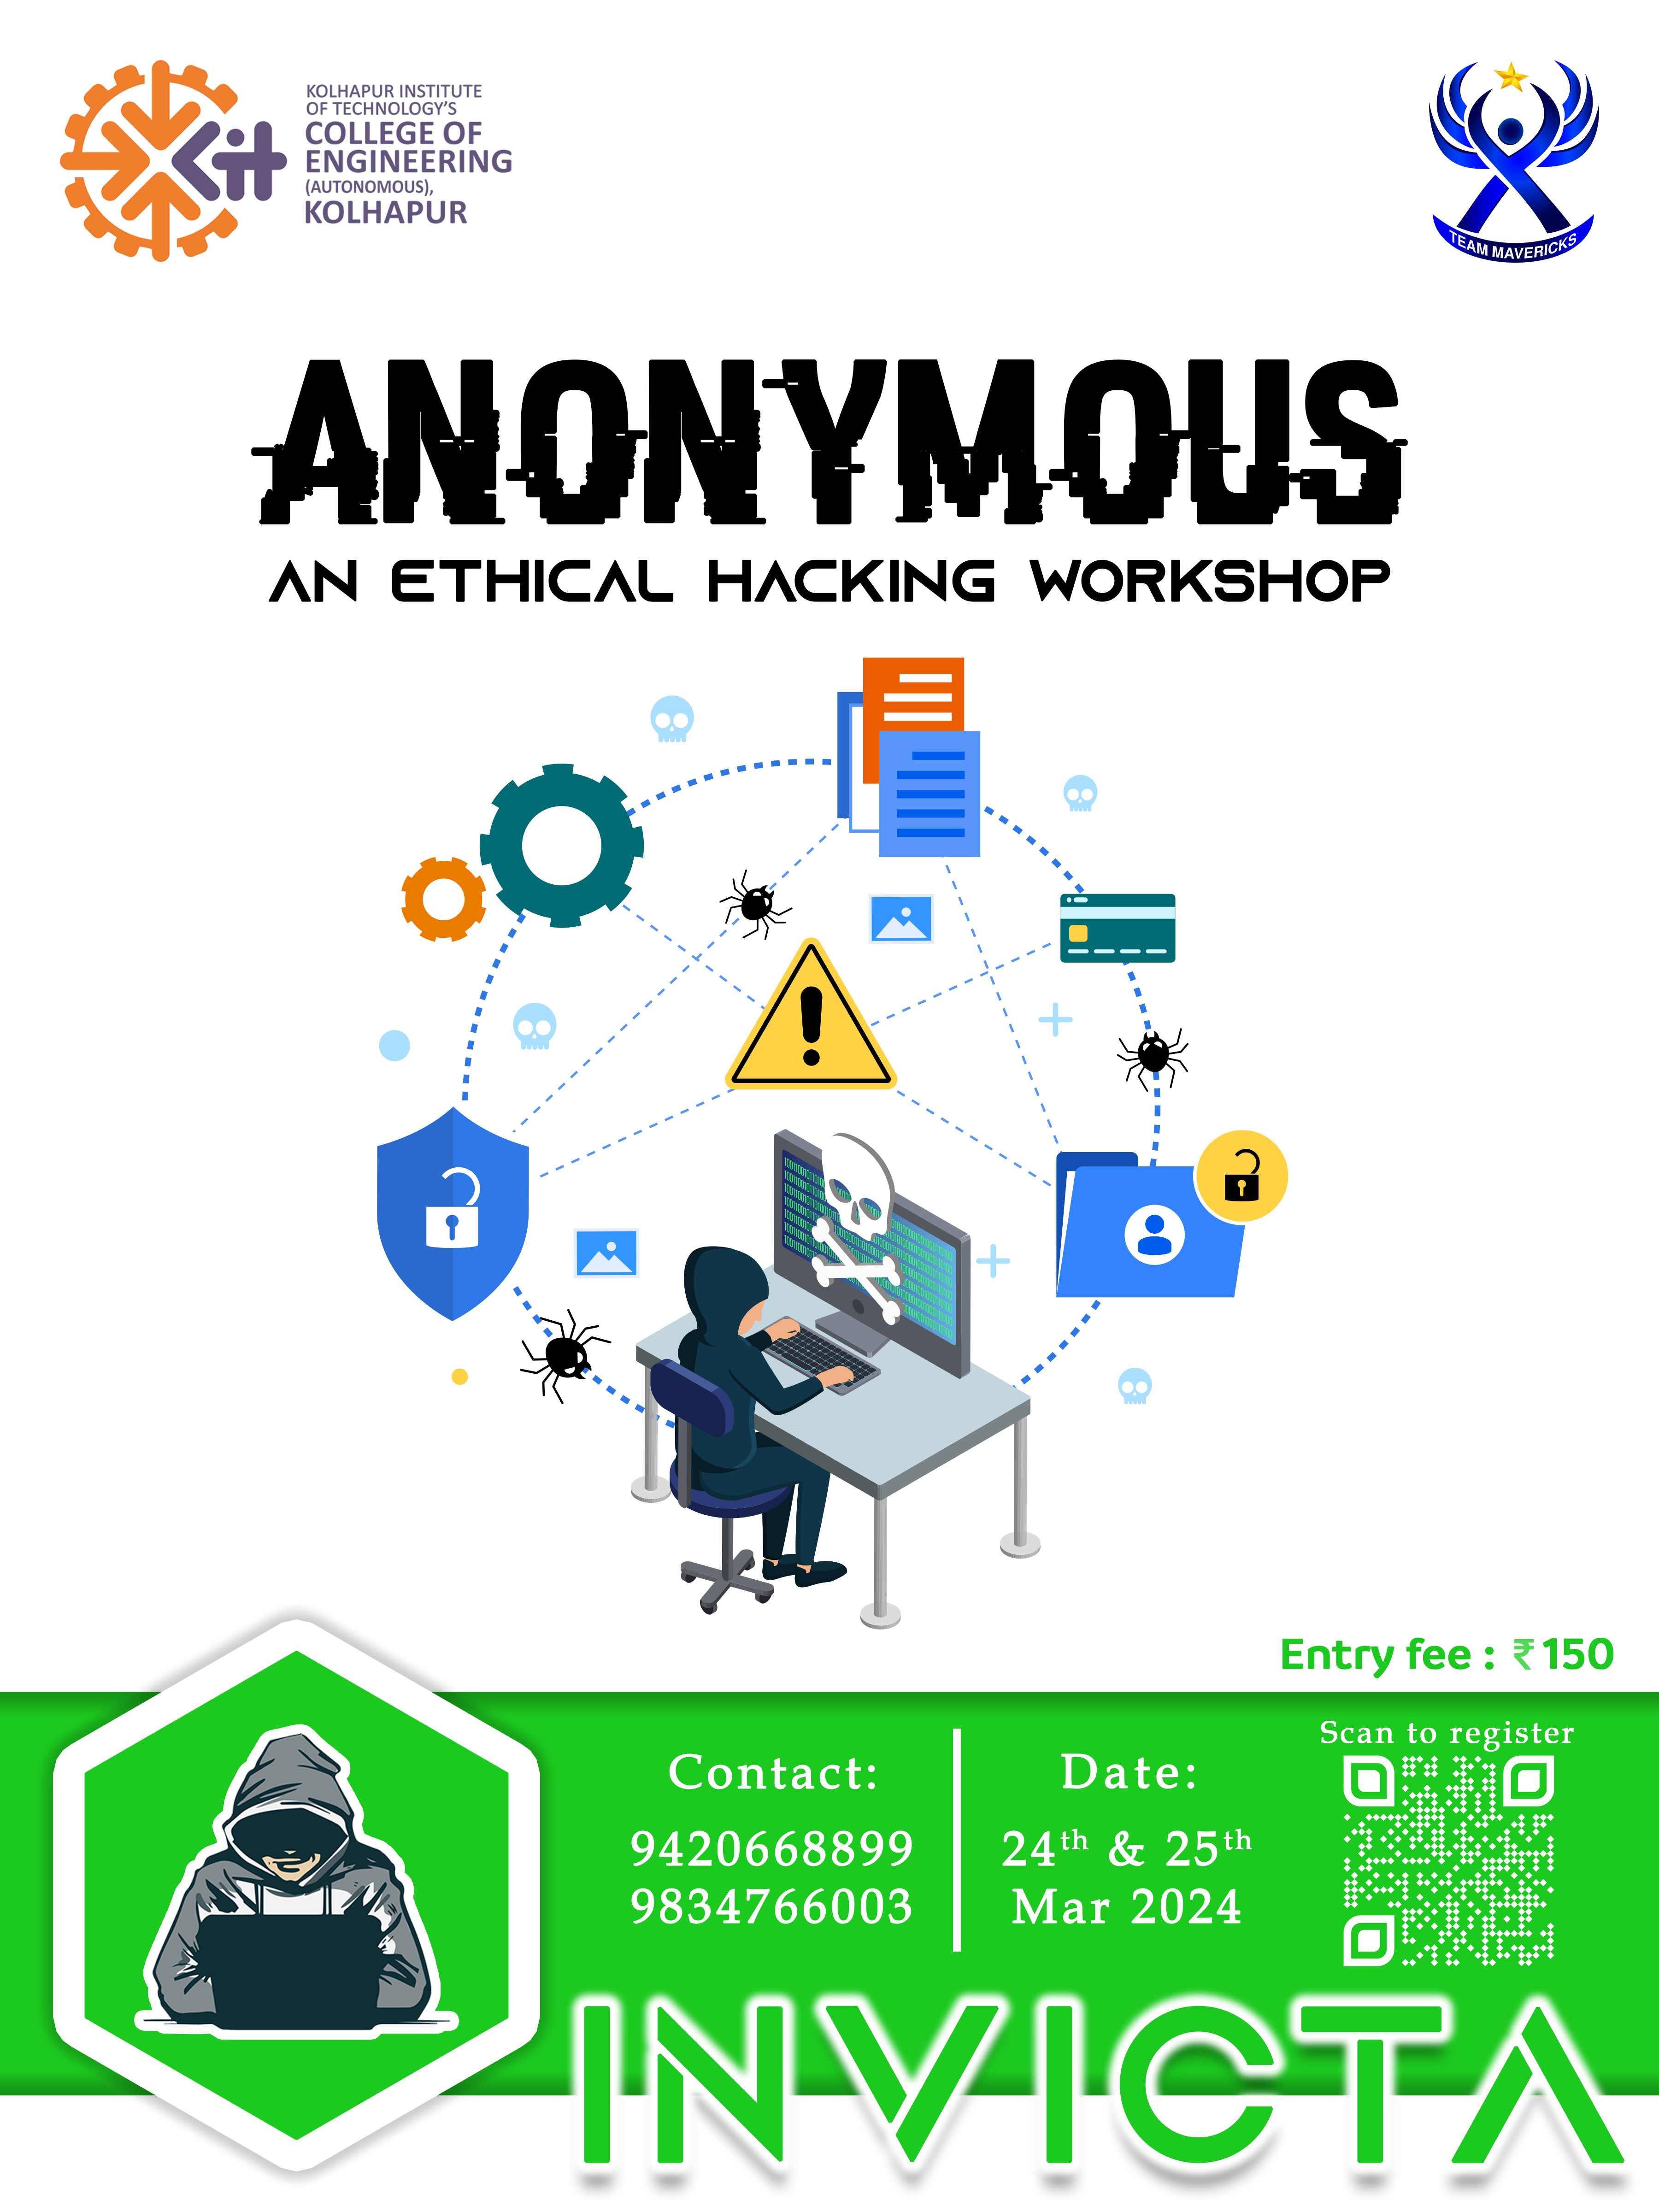 KOLHAPUR INSTITUTE
OF TECHNOLOGY'S
COLLEGE OF
ENGINEERING
(AUTONOMOUS),
KOLHAPUR
kit
TEAM MAVERICKS
ANONYMOUS
AN ETHICAL HACKING WORKSHOP
Entry fee : ₹150
Scan to register
Contact:
9420668899
9834766003
Date:
24th & 25th
Mar 2024
INVICTA